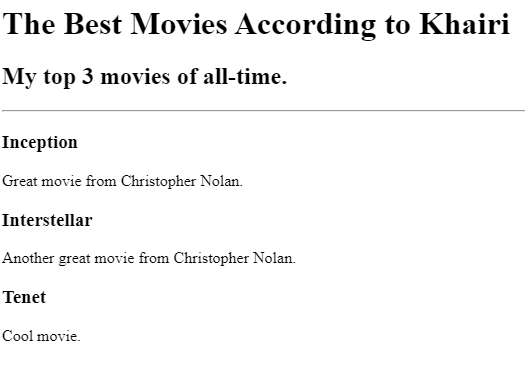 The Best Movies According to Khairi
My top 3 movies of all-time.
Inception
Great movie from Christopher Nolan.
Interstellar
Another great movie from Christopher Nolan.
Tenet
Cool movie.